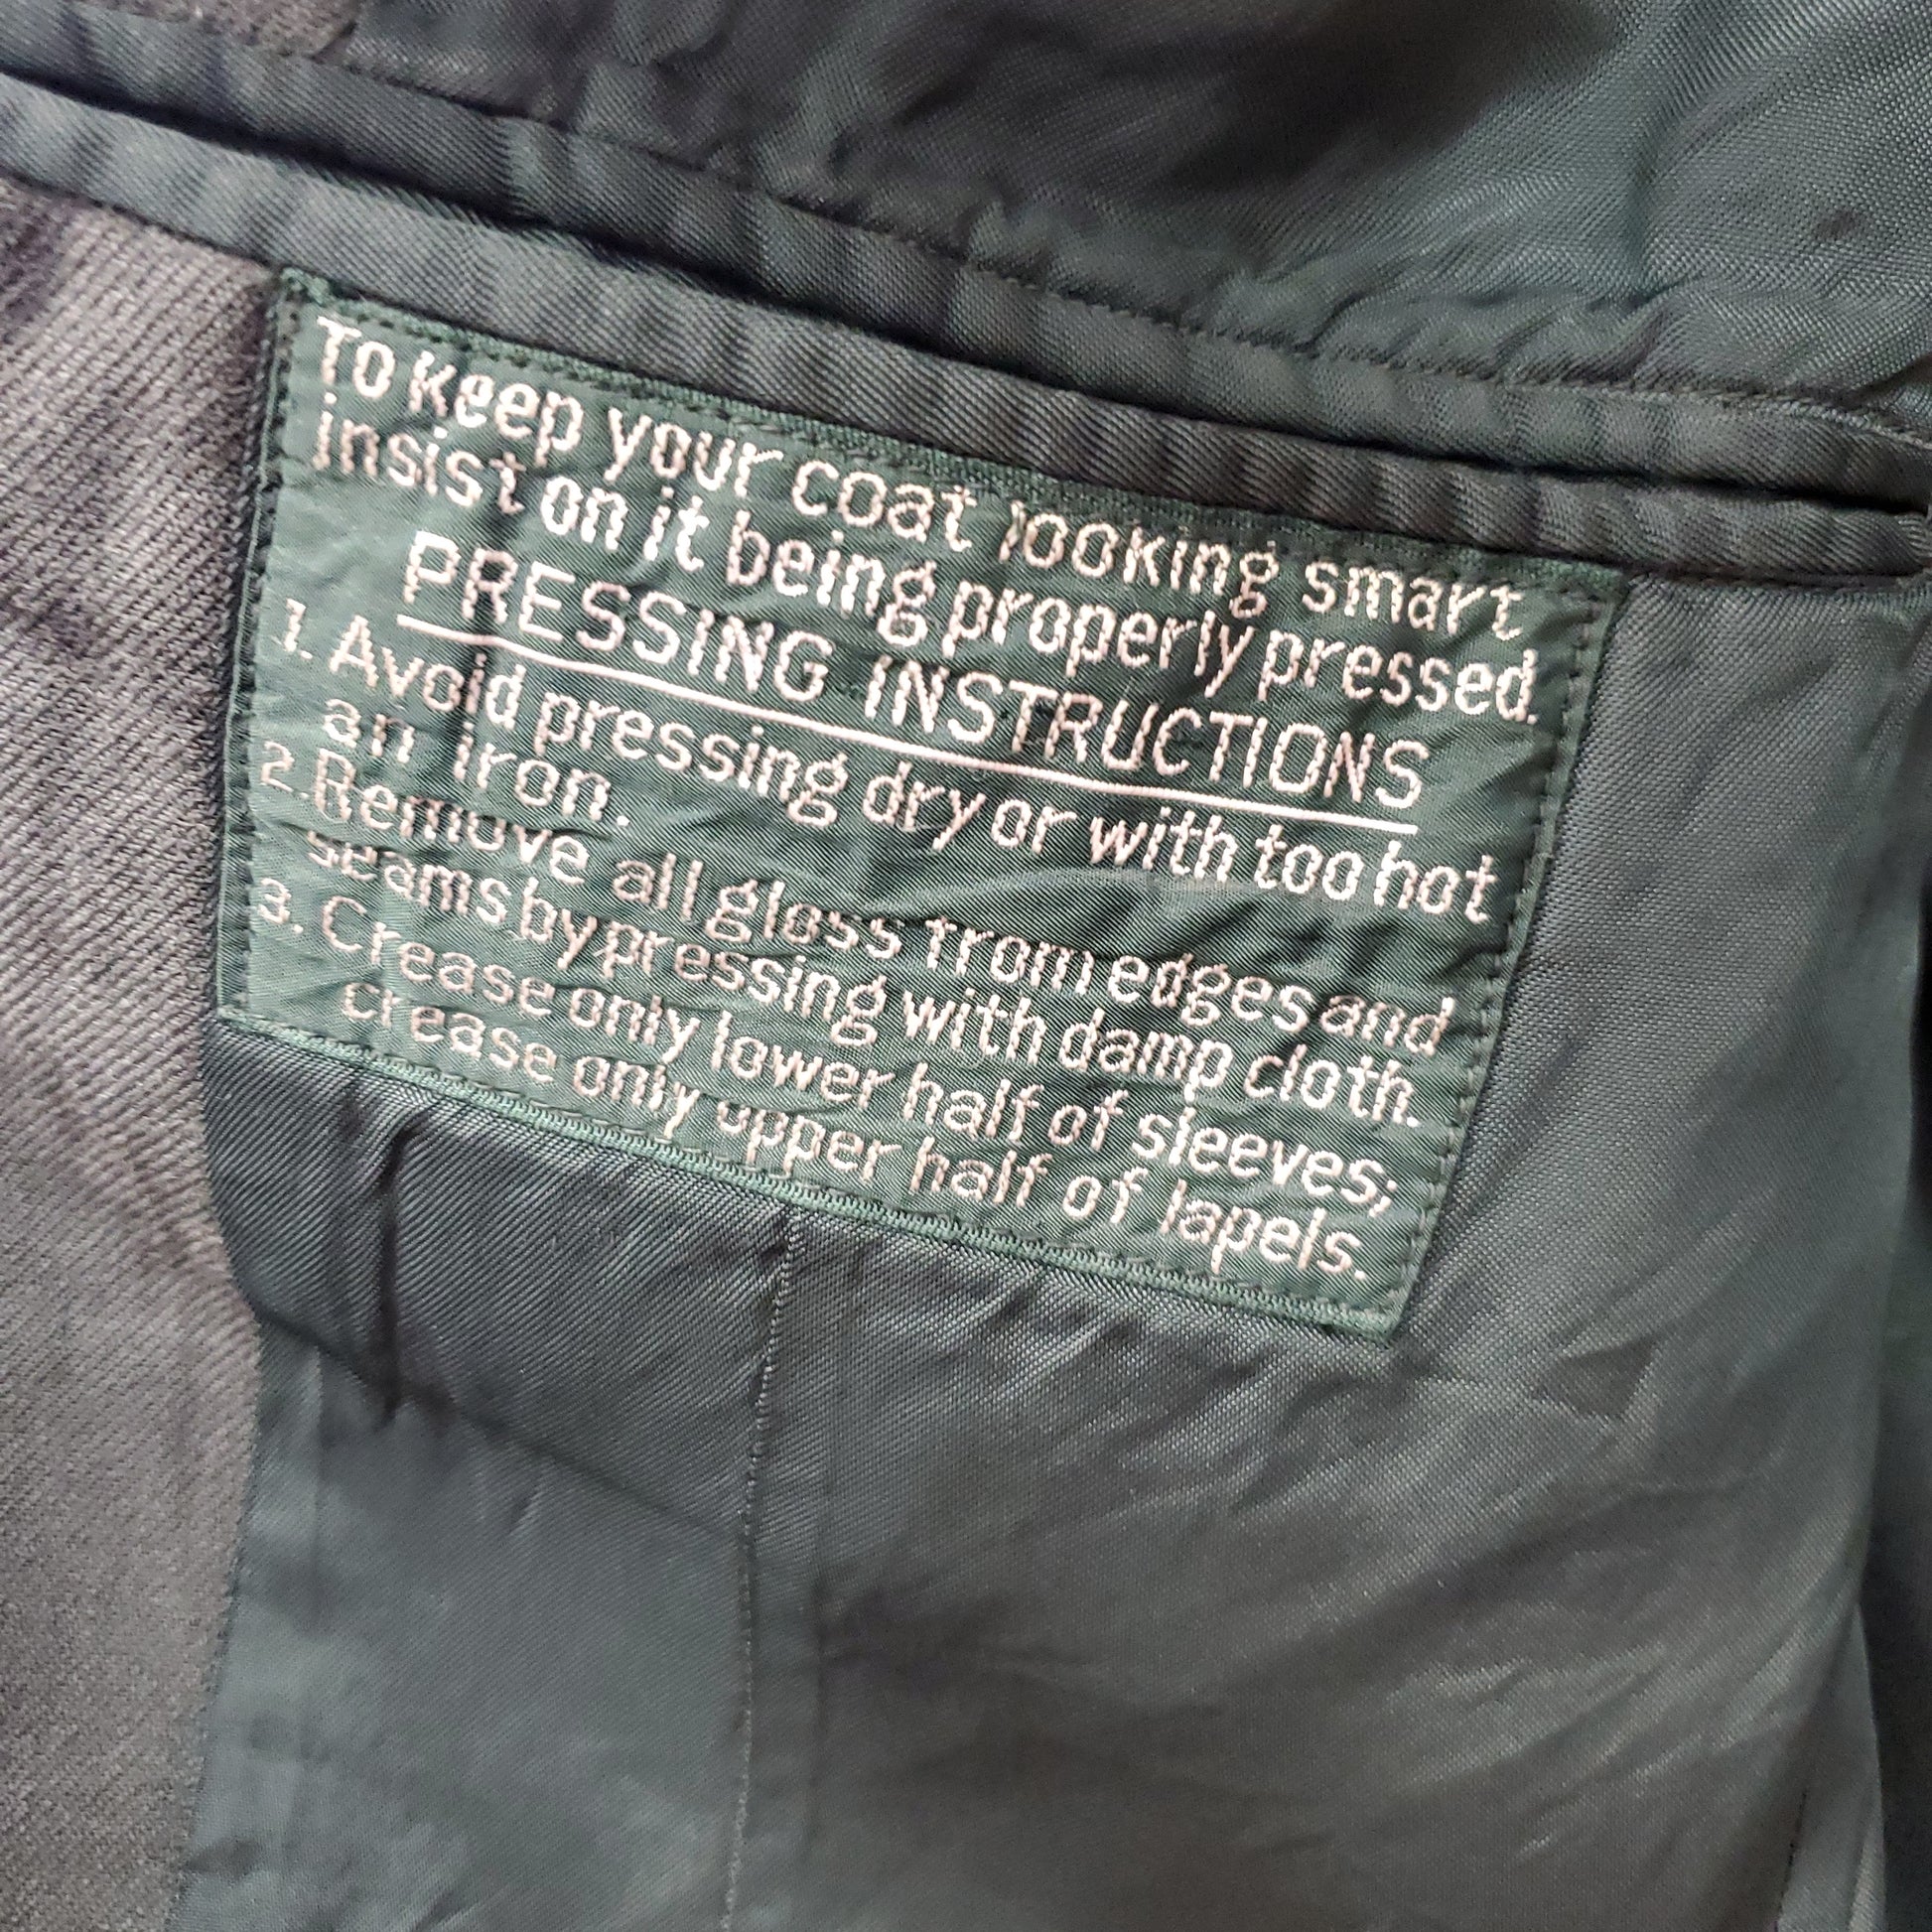 To keep your coat looking smart
insist on it being properly pressed.
PRESSING INSTRUCTIONS
1. Avoid pressing dry or with too hot
an iron.
2. Remove all gloss from edges and
seams by pressing with damp cloth.
3. Crease only lower half of sleeves;
crease only upper half of lapels.